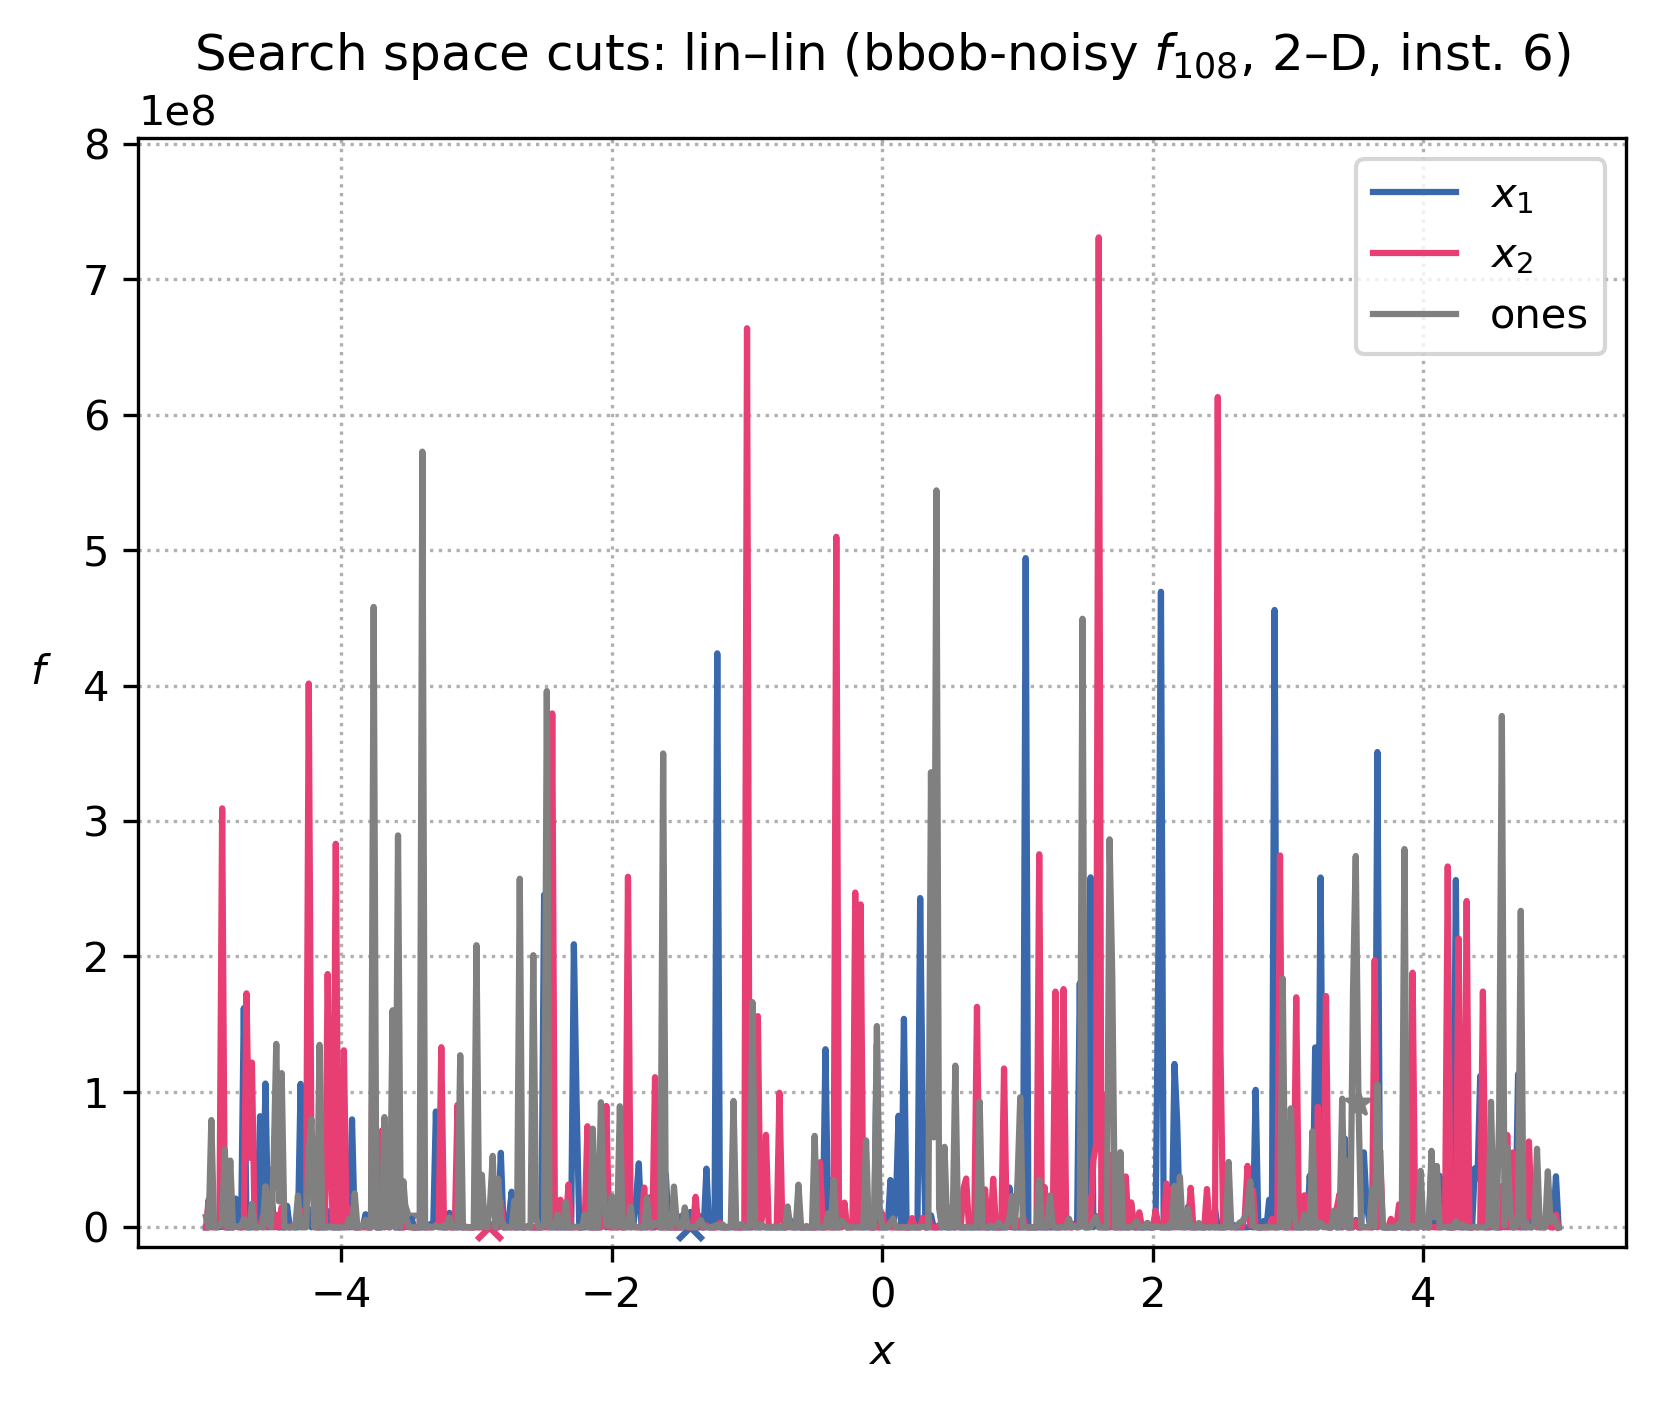 Search space cuts: lin–lin (bbob-noisy f₁₀₈, 2–D, inst. 6)
1e8
8
7
6
5
4
3
2
1
0
f
−4
−2
0
2
4
x
x₁
x₂
ones